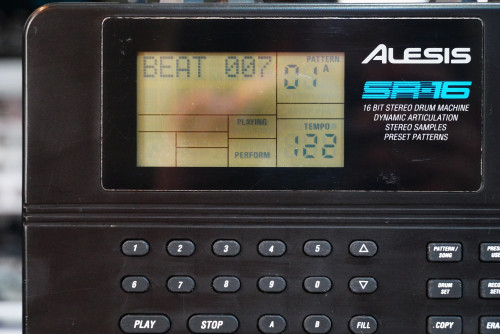 BEAT 007
PATTERN
01 A
PLAYING
PERFORM
TEMPO
122
ALESIS
SR-16
16 BIT STEREO DRUM MACHINE
DYNAMIC ARTICULATION
STEREO SAMPLES
PRESET PATTERNS
1 2 3 4 5 △ PATTERN/
SONG
6 7 8 9 0 ▽ DRUM
SET
PLAY STOP A B FILL COPY